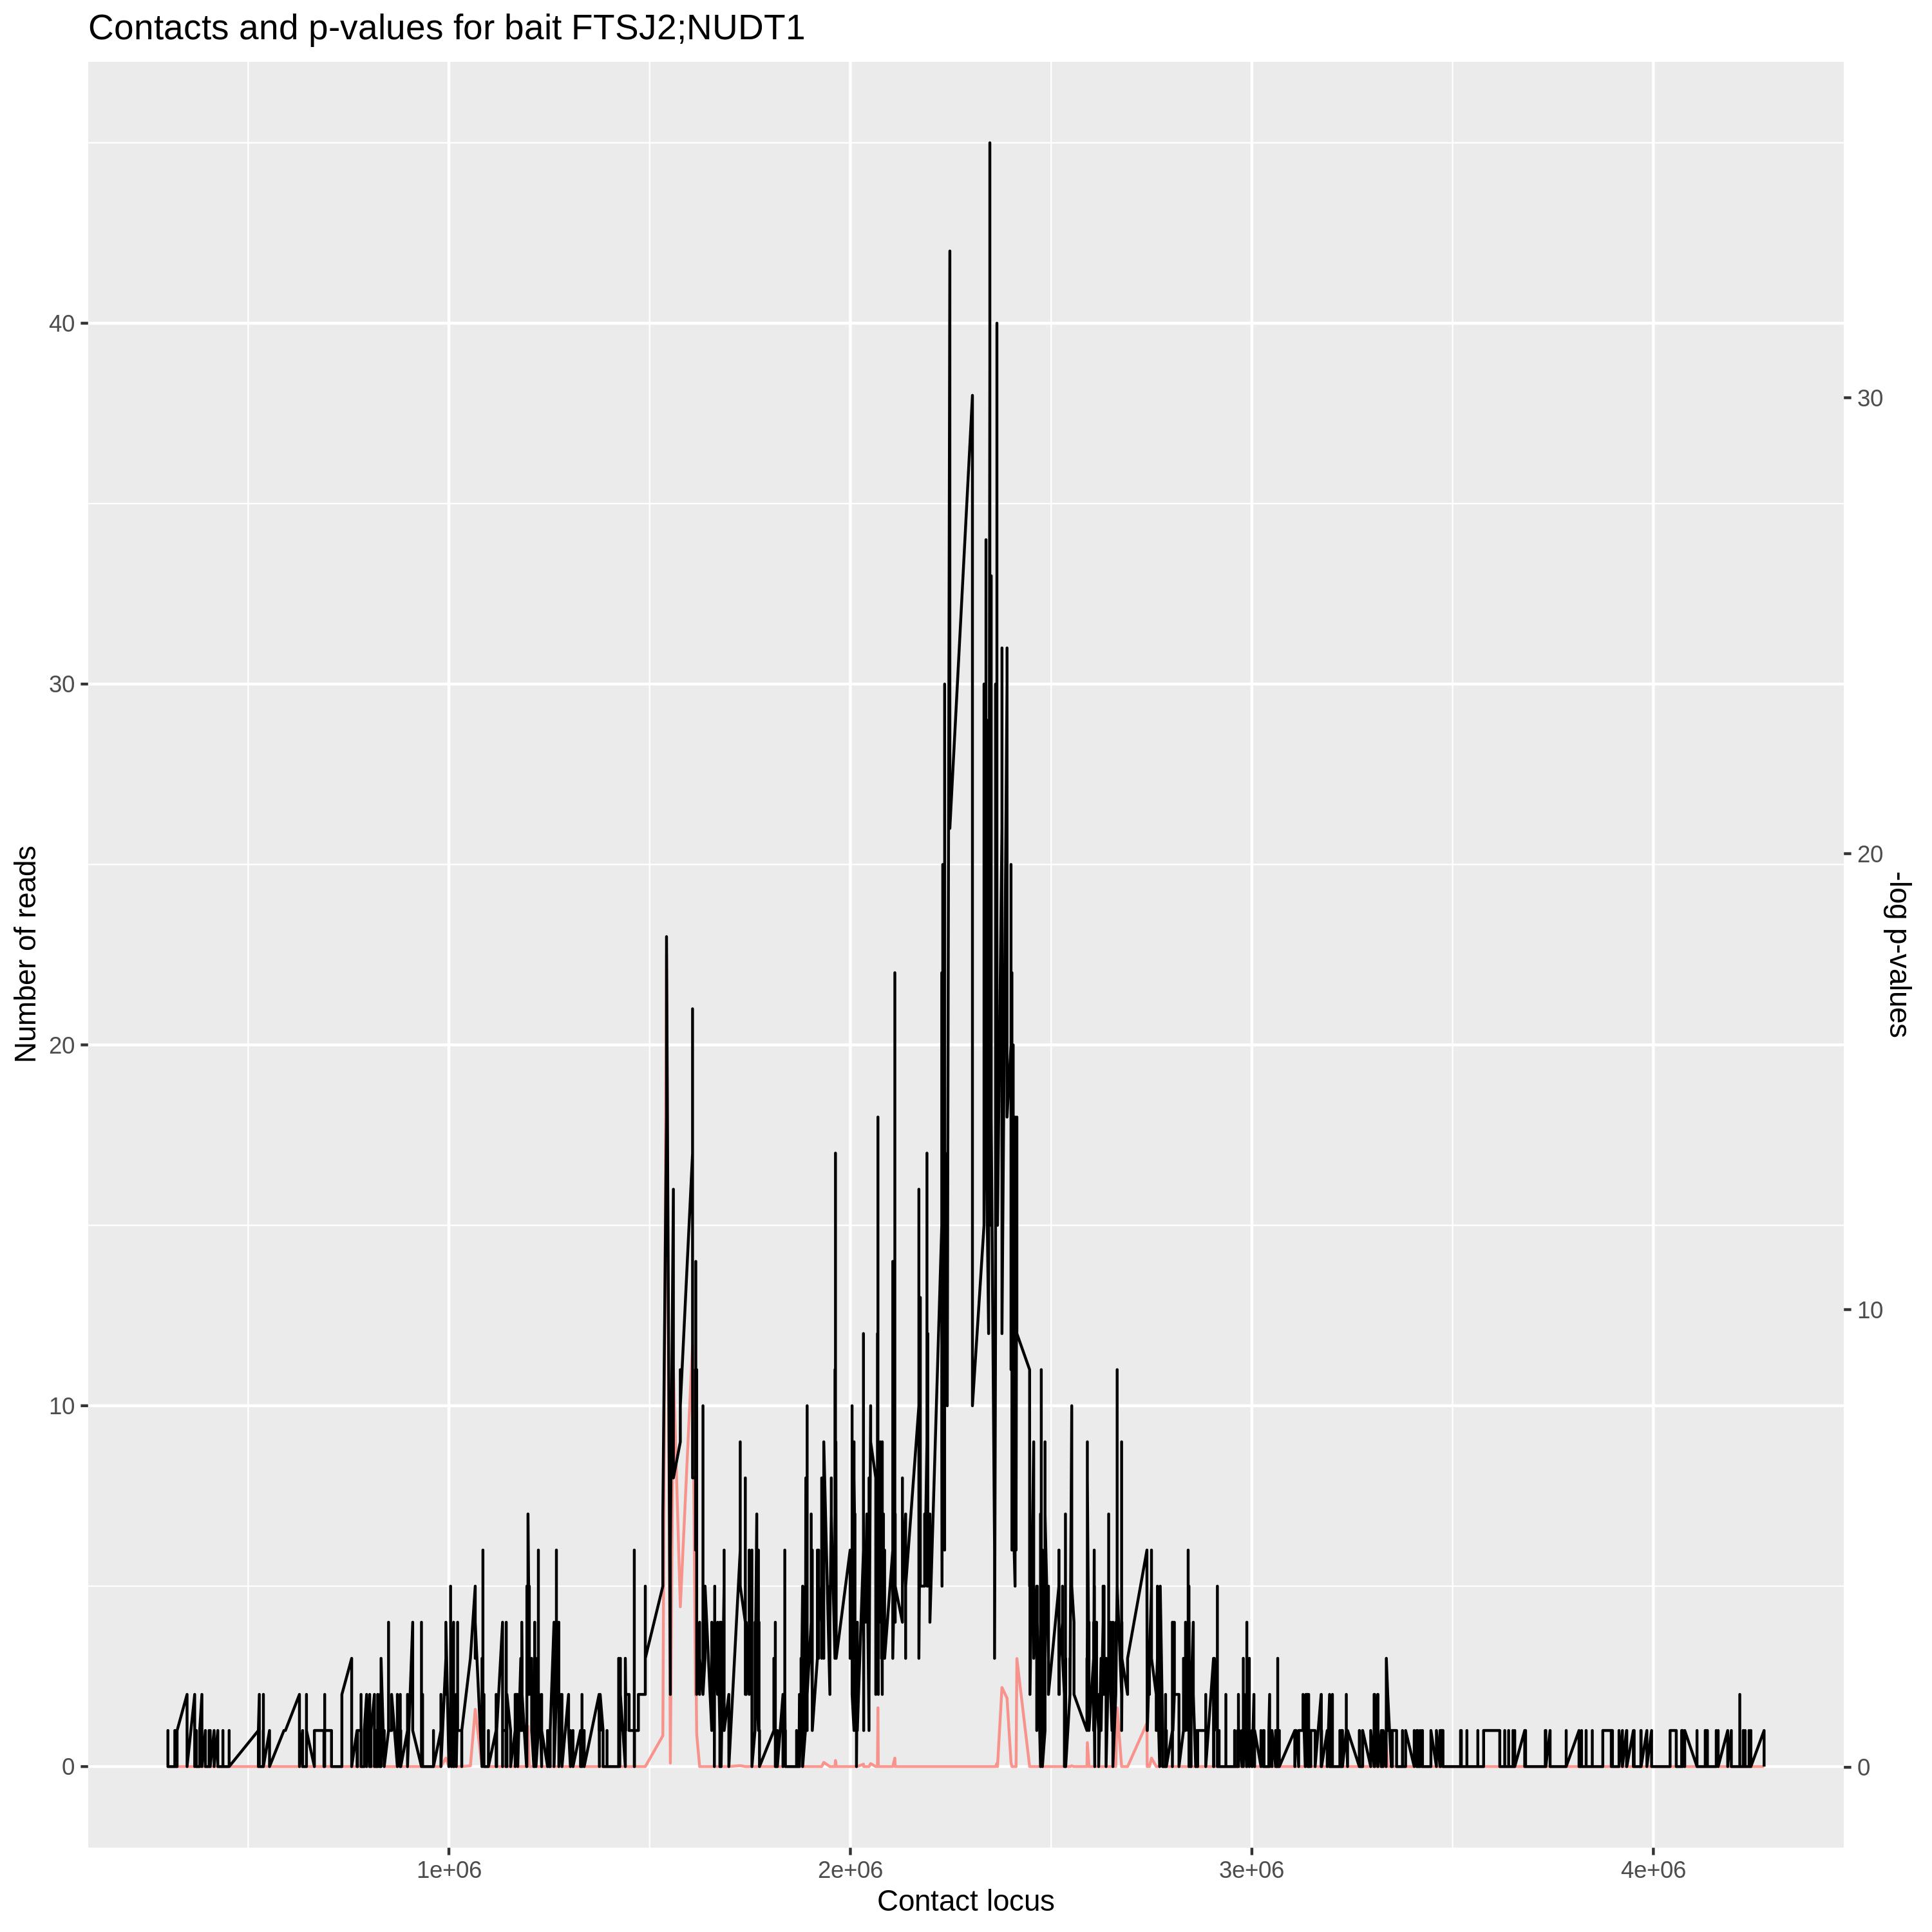 Contacts and p-values for bait FTSJ2;NUDT1
Number of reads
40
30
20
10
0
30
20
10
0
-log p-values
1e+06
2e+06
3e+06
4e+06
Contact locus